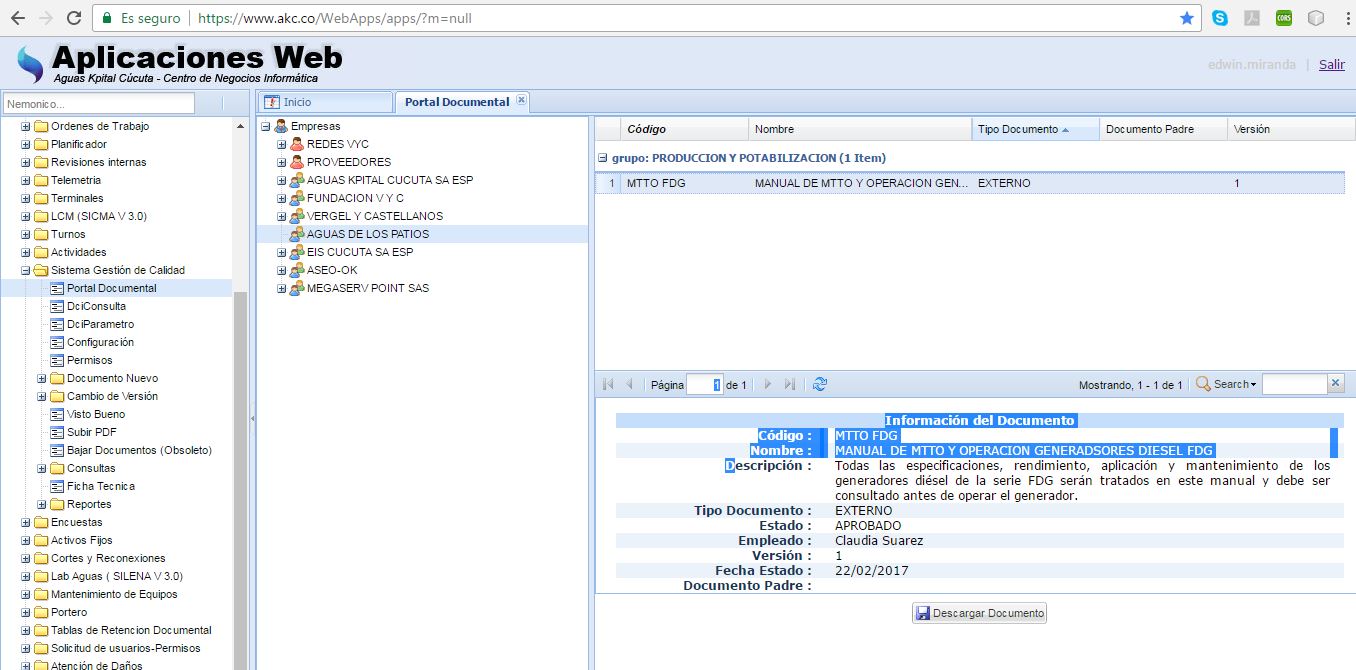 Es seguro | https://www.akc.co/WebApps/apps/?m=null
CORS
Aplicaciones Web
Aguas Kpital Cúcuta - Centro de Negocios Informática
edwin.miranda | Salir
Nemonico...
Ordenes de Trabajo
Planificador
Revisiones internas
Telemetria
Terminales
LCM (SICMA V 3.0)
Turnos
Actividades
Sistema Gestión de Calidad
Portal Documental
DciConsulta
DciParametro
Configuración
Permisos
Documento Nuevo
Cambio de Versión
Visto Bueno
Subir PDF
Bajar Documentos (Obsoleto)
Consultas
Ficha Tecnica
Reportes
Encuestas
Activos Fijos
Cortes y Reconexiones
Lab Aguas ( SILENA V 3.0)
Mantenimiento de Equipos
Portero
Tablas de Retencion Documental
Solicitud de usuarios-Permisos
Atención de Daños
Inicio
Portal Documental
Empresas
REDES VYC
PROVEEDORES
AGUAS KPITAL CUCUTA SA ESP
FUNDACION V Y C
VERGEL Y CASTELLANOS
AGUAS DE LOS PATIOS
EIS CUCUTA SA ESP
ASEO-OK
MEGASERV POINT SAS
Código Nombre Tipo Documento Documento Padre Versión
grupo: PRODUCCION Y POTABILIZACION (1 Item)
1 MTTO FDG MANUAL DE MTTO Y OPERACION GEN... EXTERNO 1
Página 1 de 1 Mostrando, 1 - 1 de 1 Search
Información del Documento
Código : MTTO FDG
Nombre : MANUAL DE MTTO Y OPERACION GENERADSORES DIESEL FDG
Descripción : Todas las especificaciones, rendimiento, aplicación y mantenimiento de los
generadores diésel de la serie FDG serán tratados en este manual y debe ser
consultado antes de operar el generador.
Tipo Documento : EXTERNO
Estado : APROBADO
Empleado : Claudia Suarez
Versión : 1
Fecha Estado : 22/02/2017
Documento Padre :
Descargar Documento